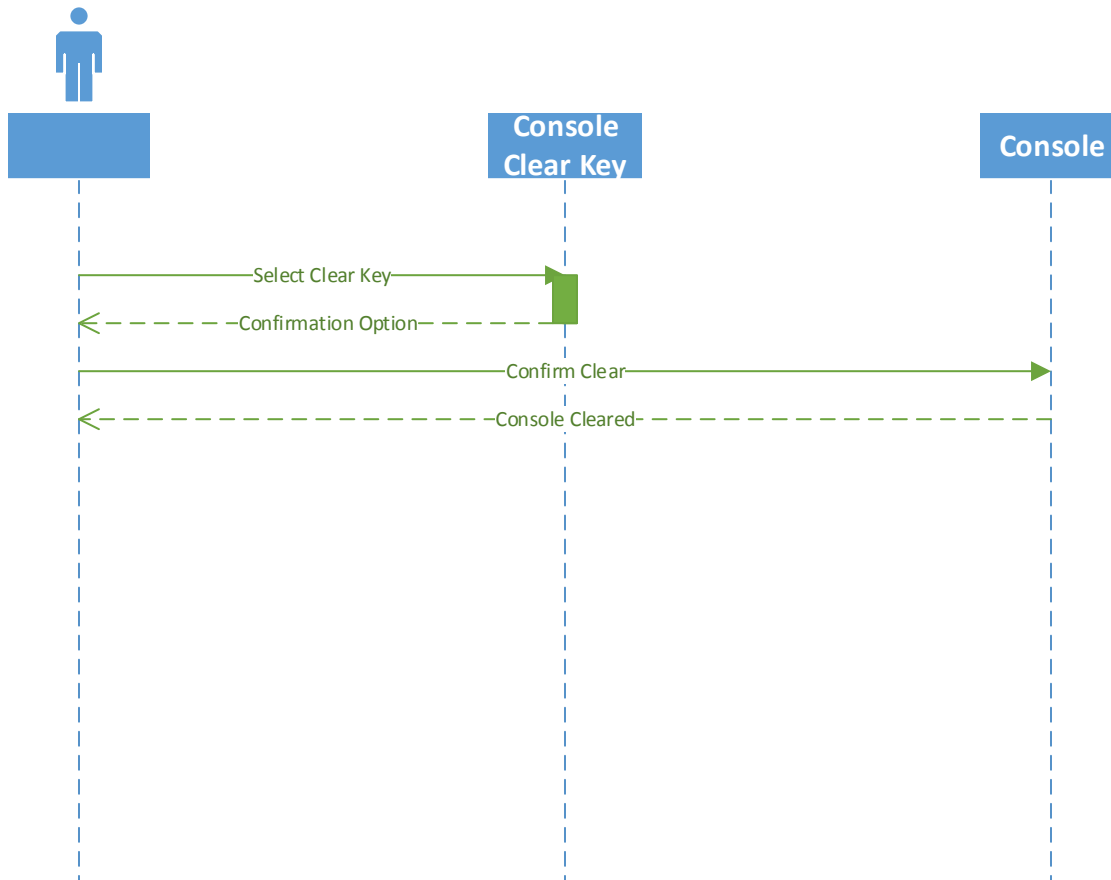 Console
Clear Key
Console
Select Clear Key
Confirmation Option
Confirm Clear
Console Cleared